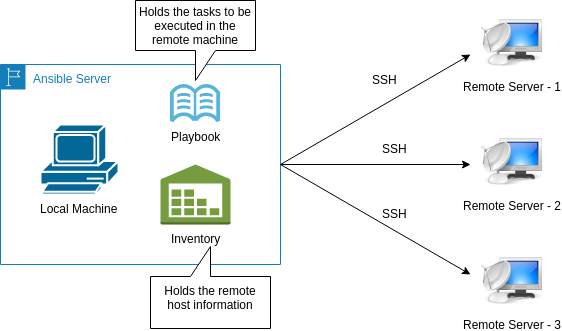 Holds the tasks to be
executed in the
remote machine
Ansible Server
Playbook
Local Machine
Inventory
Holds the remote
host information
SSH
SSH
SSH
Remote Server - 1
Remote Server - 2
Remote Server - 3